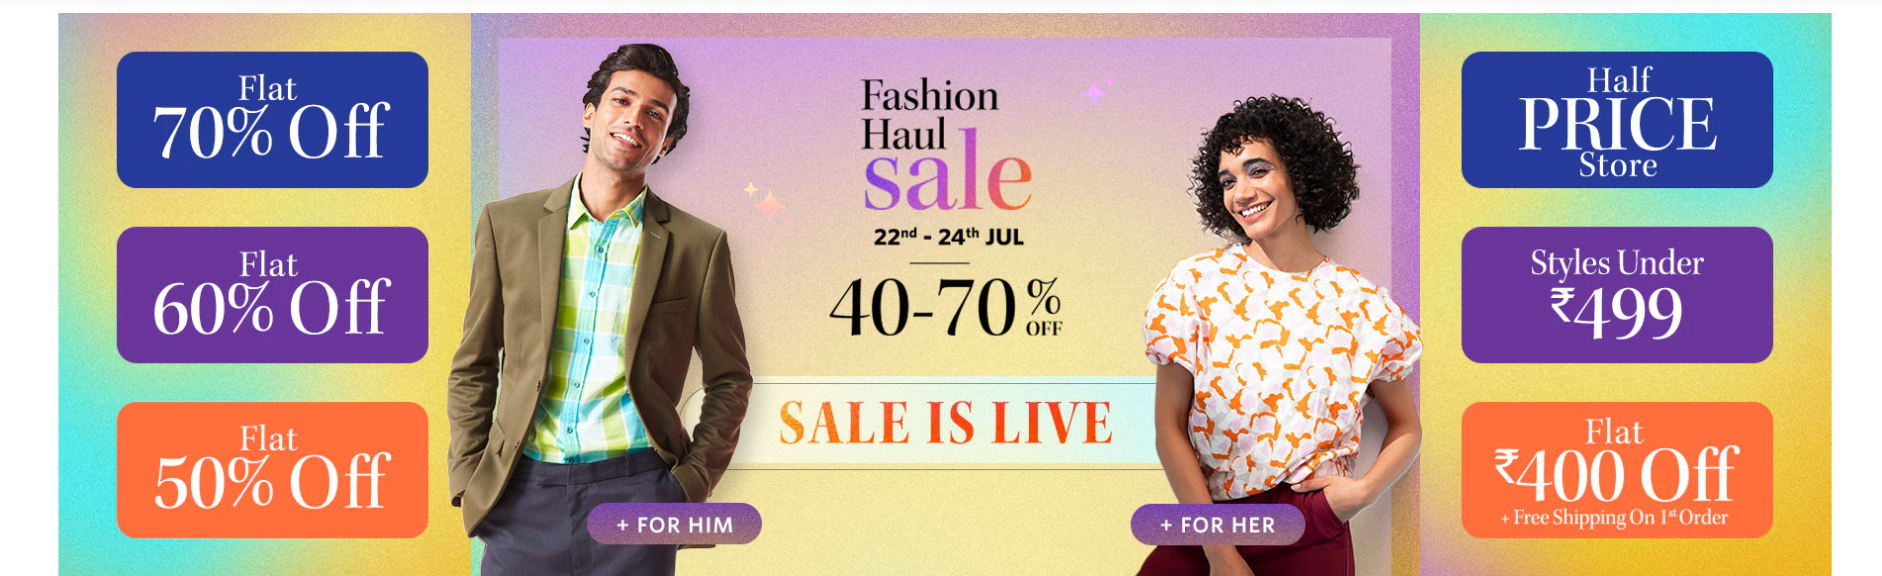 Flat
70% Off
Flat
60% Off
Flat
50% Off
Fashion
Haul
sale
22nd - 24th JUL
40-70%
OFF
SALE IS LIVE
+ FOR HIM
+ FOR HER
Half
PRICE
Store
Styles Under
₹499
Flat
₹400 Off
+ Free Shipping On 1st Order